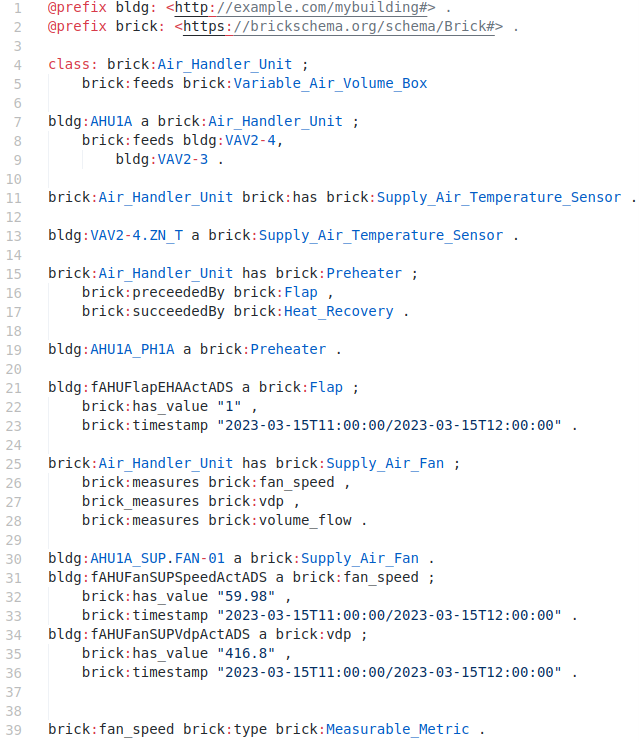 1 @prefix bldg: <http://example.com/mybuilding#> .
2 @prefix brick: <https://brickschema.org/schema/Brick#> .
3
4 class: brick:Air_Handler_Unit ;
5     brick:feeds brick:Variable_Air_Volume_Box
6
7 bldg:AHU1A a brick:Air_Handler_Unit ;
8     brick:feeds bldg:VAV2-4,
9         bldg:VAV2-3 .
10
11 brick:Air_Handler_Unit brick:has brick:Supply_Air_Temperature_Sensor .
12
13 bldg:VAV2-4.ZN_T a brick:Supply_Air_Temperature_Sensor .
14
15 brick:Air_Handler_Unit has brick:Preheater ;
16     brick:preceededBy brick:Flap ,
17     brick:succeededBy brick:Heat_Recovery .
18
19 bldg:AHU1A_PH1A a brick:Preheater .
20
21 bldg:fAHUFlapEHAActADS a brick:Flap ;
22     brick:has_value "1" ,
23     brick:timestamp "2023-03-15T11:00:00/2023-03-15T12:00:00" .
24
25 brick:Air_Handler_Unit has brick:Supply_Air_Fan ;
26     brick:measures brick:fan_speed ,
27     brick_measures brick:vdp ,
28     brick:measures brick:volume_flow .
29
30 bldg:AHU1A_SUP.FAN-01 a brick:Supply_Air_Fan .
31 bldg:fAHUFanSUPSpeedActADS a brick:fan_speed ;
32     brick:has_value "59.98" ,
33     brick:timestamp "2023-03-15T11:00:00/2023-03-15T12:00:00" .
34 bldg:fAHUFanSUPVdpActADS a brick:vdp ;
35     brick:has_value "416.8" ,
36     brick:timestamp "2023-03-15T11:00:00/2023-03-15T12:00:00" .
37
38
39 brick:fan_speed brick:type brick:Measurable_Metric .